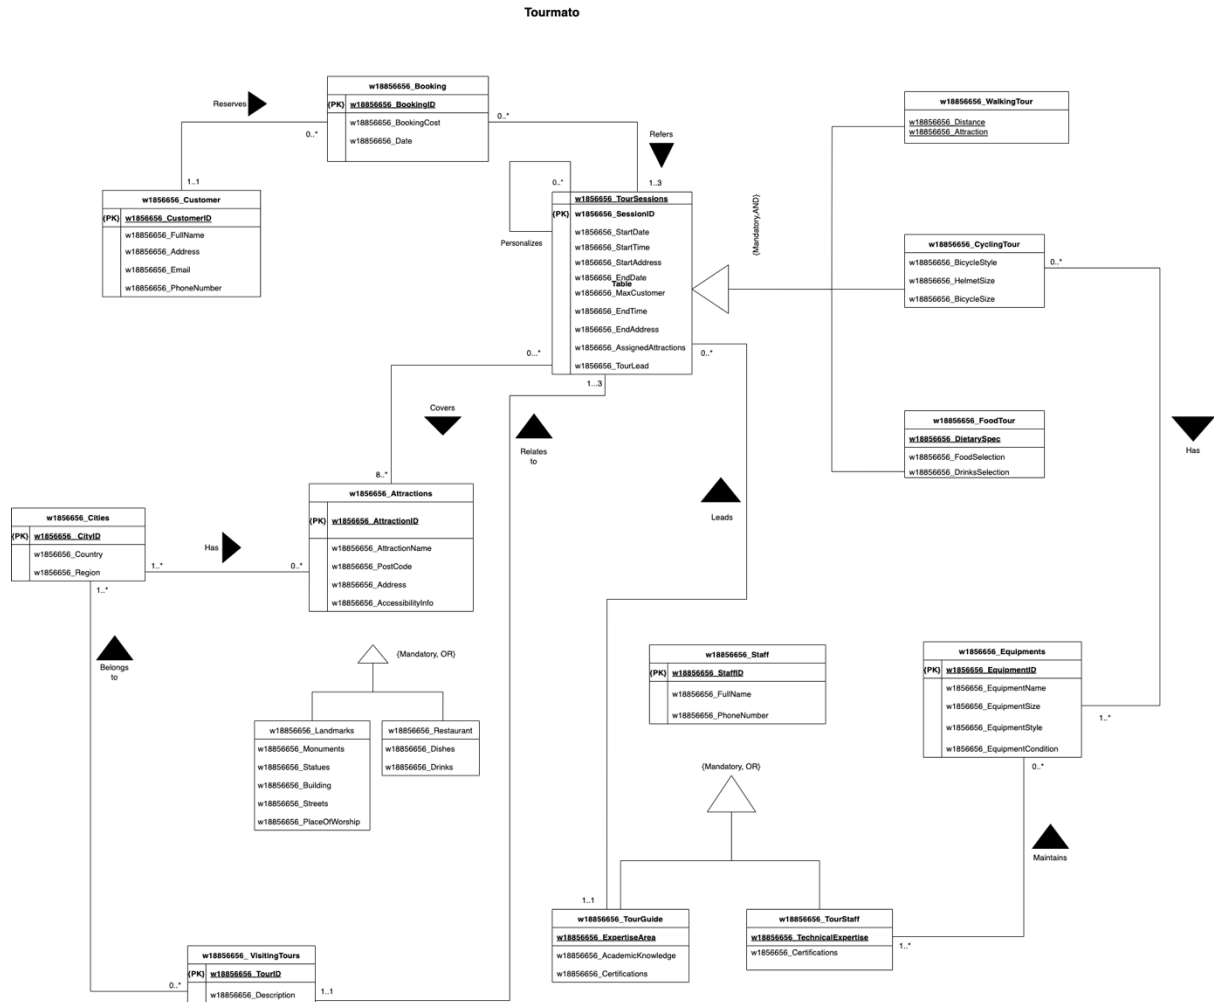 Tourmato
w18856656_Booking
{PK} w18856656_BookingID
w18856656_BookingCost
w18856656_Date
Reserves
0..*
0..*
1..1
Refers
1..3
w1856656_Customer
{PK} w1856656_CustomerID
w18856656_FullName
w18856656_Address
w18856656_Email
w18856656_PhoneNumber
0..*
Personalizes
w1856656_TourSessions
{PK} w1856656_SessionID
w1856656_StartDate
w1856656_StartTime
w1856656_StartAddress
w1856656_EndDate
Table
w1856656_MaxCustomer
w1856656_EndTime
w1856656_EndAddress
w1856656_AssignedAttractions
w1856656_TourLead
{Mandatory,AND}
w18856656_WalkingTour
w18856656_Distance
w18856656_Attraction
w18856656_CyclingTour
w18856656_BicycleStyle
w18856656_HelmetSize
w18856656_BicycleSize
0..*
w18856656_FoodTour
w18856656_DietarySpec
w18856656_FoodSelection
w18856656_DrinksSelection
Has
0...*
1...3
0..*
Covers
Relates
to
Leads
8..*
w1856656_Attractions
{PK} w1856656_AttractionID
w18856656_AttractionName
w18856656_PostCode
w18856656_Address
w18856656_AccessibilityInfo
w1856656_Cities
{PK} w1856656_ CityID
w1856656_Country
w1856656_Region
Has
1..*
0..*
1..*
Belongs
to
{Mandatory, OR}
w18856656_Landmarks
w18856656_Monuments
w18856656_Statues
w18856656_Building
w18856656_Streets
w18856656_PlaceOfWorship
w18856656_Restaurant
w18856656_Dishes
w18856656_Drinks
w18856656_Staff
{PK} w18856656_StaffID
w18856656_FullName
w18856656_PhoneNumber
w1856656_Equipments
{PK} w1856656_EquipmentID
w1856656_EquipmentName
w1856656_EquipmentSize
w1856656_EquipmentStyle
w1856656_EquipmentCondition
1..*
0..*
{Mandatory, OR}
Maintains
1..1
w18856656_TourGuide
w18856656_ExpertiseArea
w18856656_AcademicKnowledge
w18856656_Certifications
w18856656_TourStaff
w18856656_TechnicalExpertise
w1856656_Certifications
1..*
w18856656_ VisitingTours
{PK} w18856656_TourID
w18856656_Description
0..*
1..1